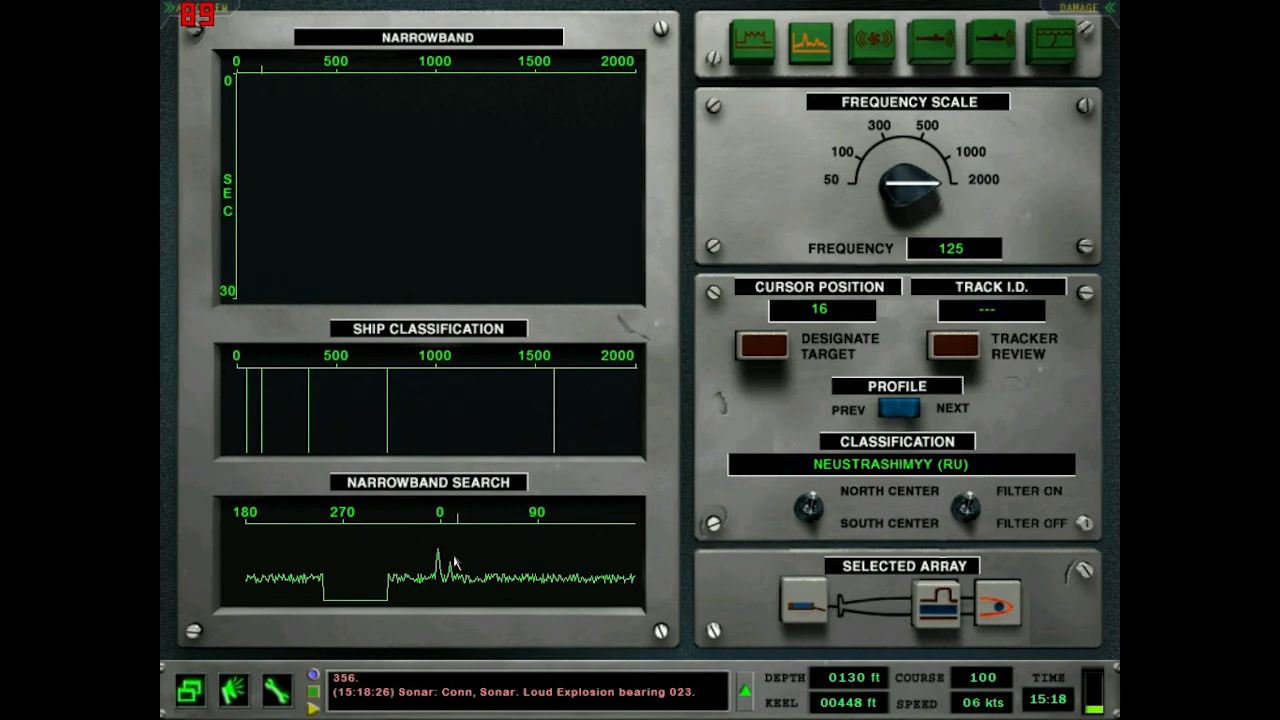 89
DAMAGE
NARROWBAND
0 500 1000 1500 2000
0
SEC
30
SHIP CLASSIFICATION
0 500 1000 1500 2000
NARROWBAND SEARCH
180 270 0 90
FREQUENCY SCALE
50 100 300 500 1000 2000
FREQUENCY 125
CURSOR POSITION
16
TRACK I.D.
---
DESIGNATE
TARGET
TRACKER
REVIEW
PROFILE
PREV NEXT
CLASSIFICATION
NEUSTRASHIMYY (RU)
NORTH CENTER FILTER ON
SOUTH CENTER FILTER OFF
SELECTED ARRAY
356.
(15:18:26) Sonar: Conn, Sonar. Loud Explosion bearing 023.
DEPTH 0130 ft COURSE 100 TIME
KEEL 00448 ft SPEED 06 kts 15:18